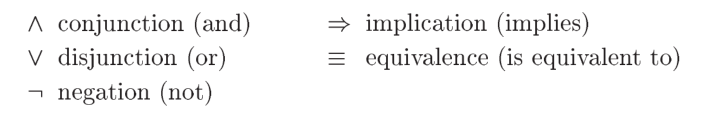 ∧ conjunction (and) ⇒ implication (implies)
∨ disjunction (or) ≡ equivalence (is equivalent to)
¬ negation (not)